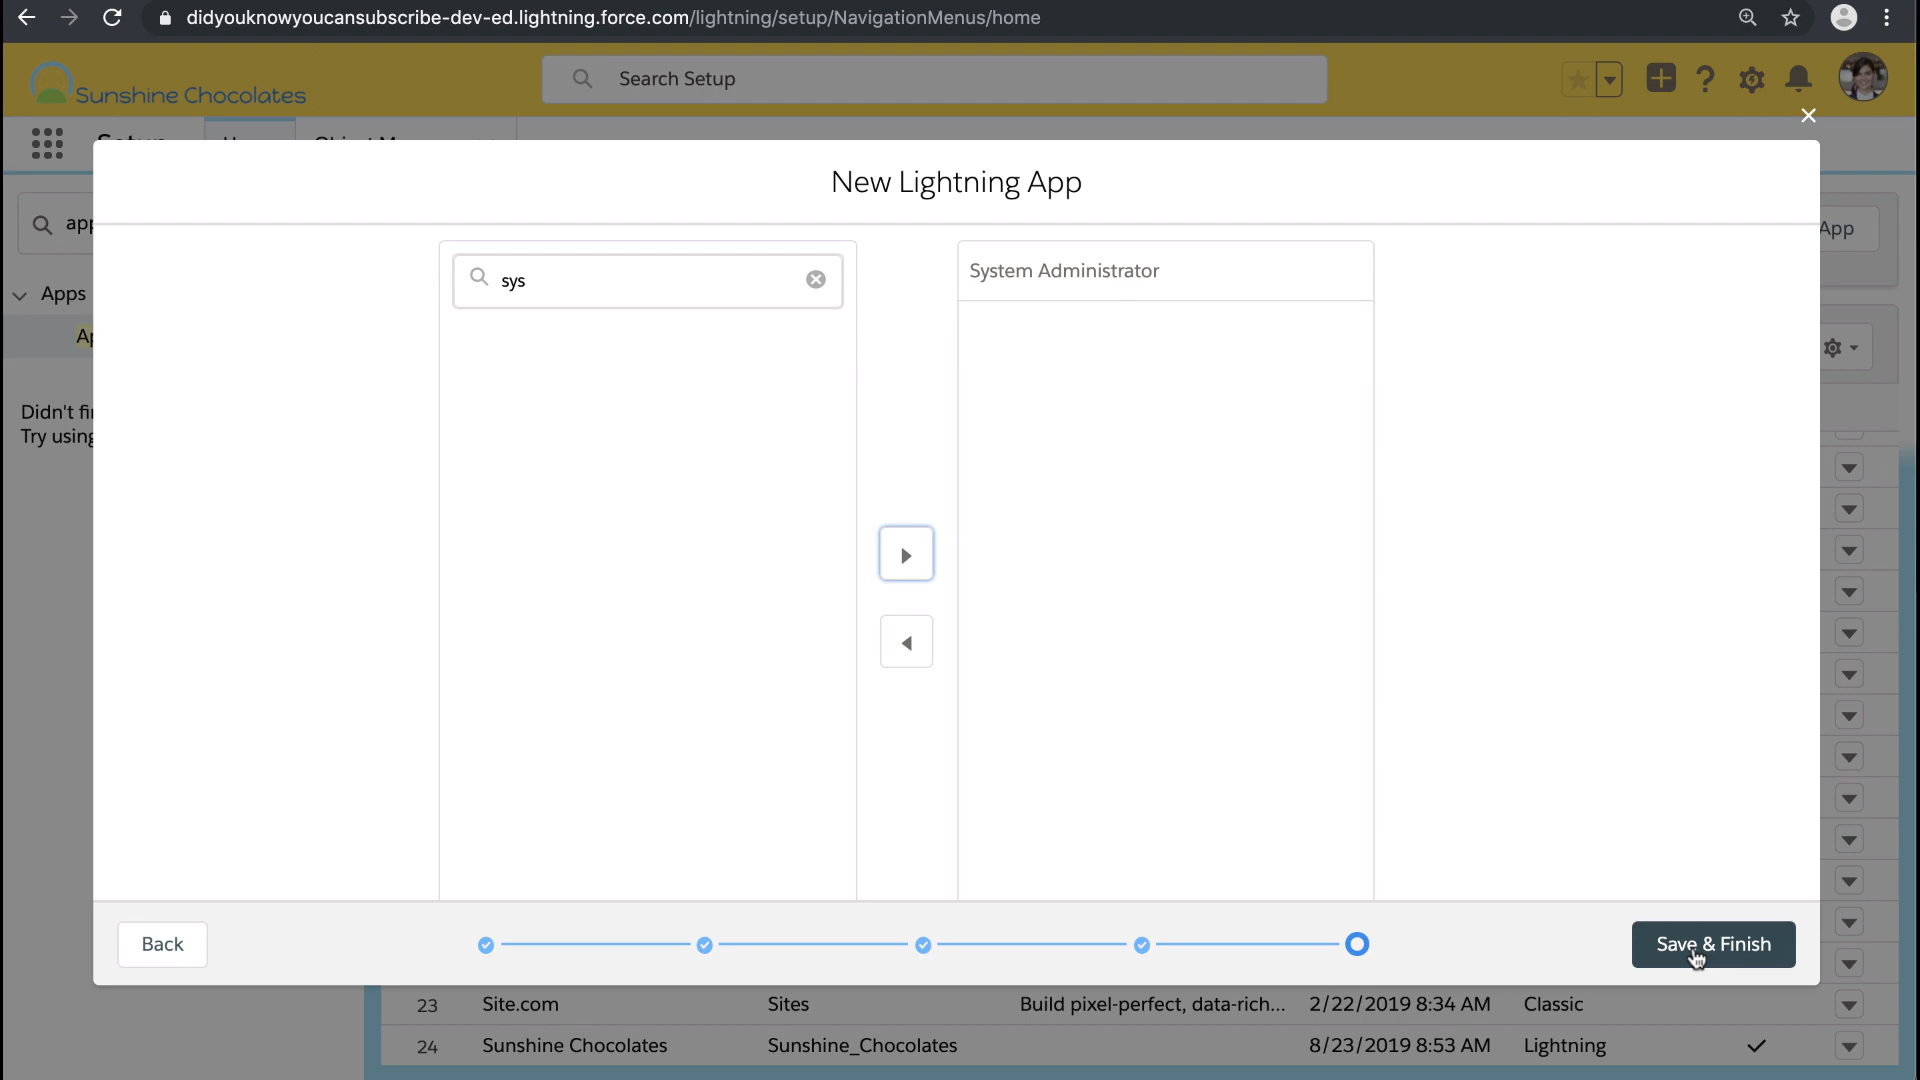 didyouknowyoucansubscribe-dev-ed.lightning.force.com/lightning/setup/NavigationMenus/home
Sunshine Chocolates
Search Setup
New Lightning App
app
App
sys
System Administrator
Apps
Didn't
Try using
Back
Save & Finish
23 Site.com Sites Build pixel-perfect, data-rich... 2/22/2019 8:34 AM Classic
24 Sunshine Chocolates Sunshine_Chocolates 8/23/2019 8:53 AM Lightning